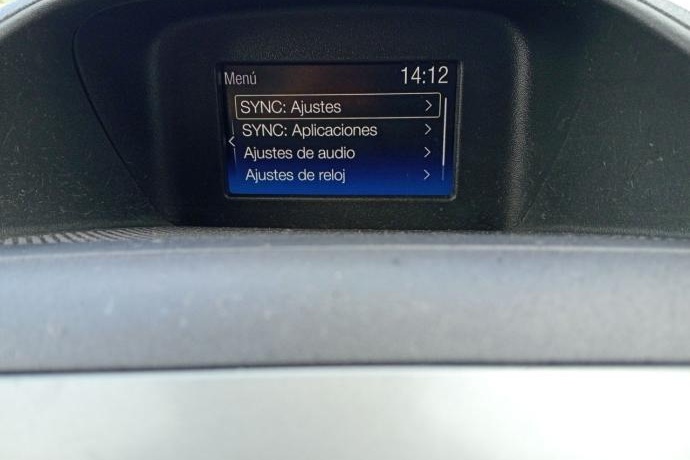 Menú 14:12
SYNC: Ajustes
SYNC: Aplicaciones
Ajustes de audio
Ajustes de reloj